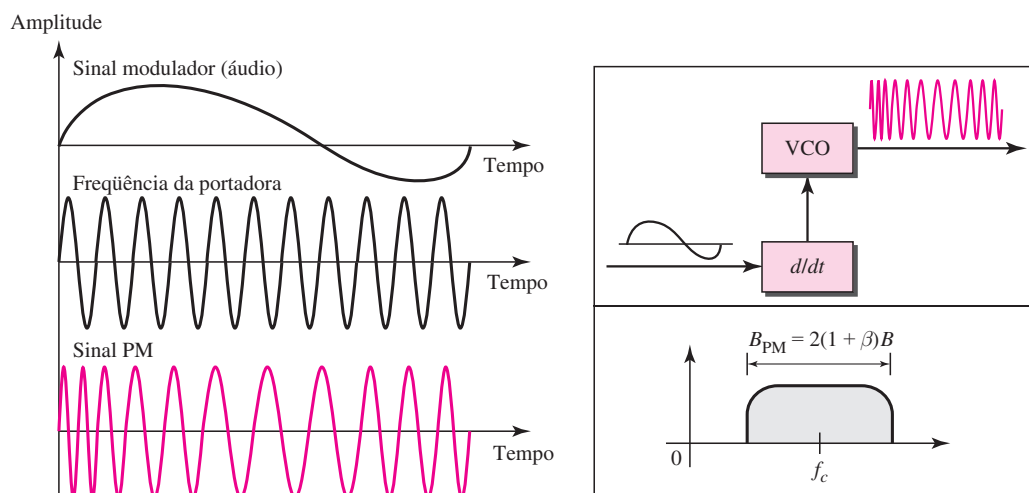 Amplitude
Sinal modulador (áudio)
Tempo
Freqüência da portadora
Tempo
Sinal PM
Tempo
VCO
d/dt
B_PM = 2(1 + β)B
0
f_c